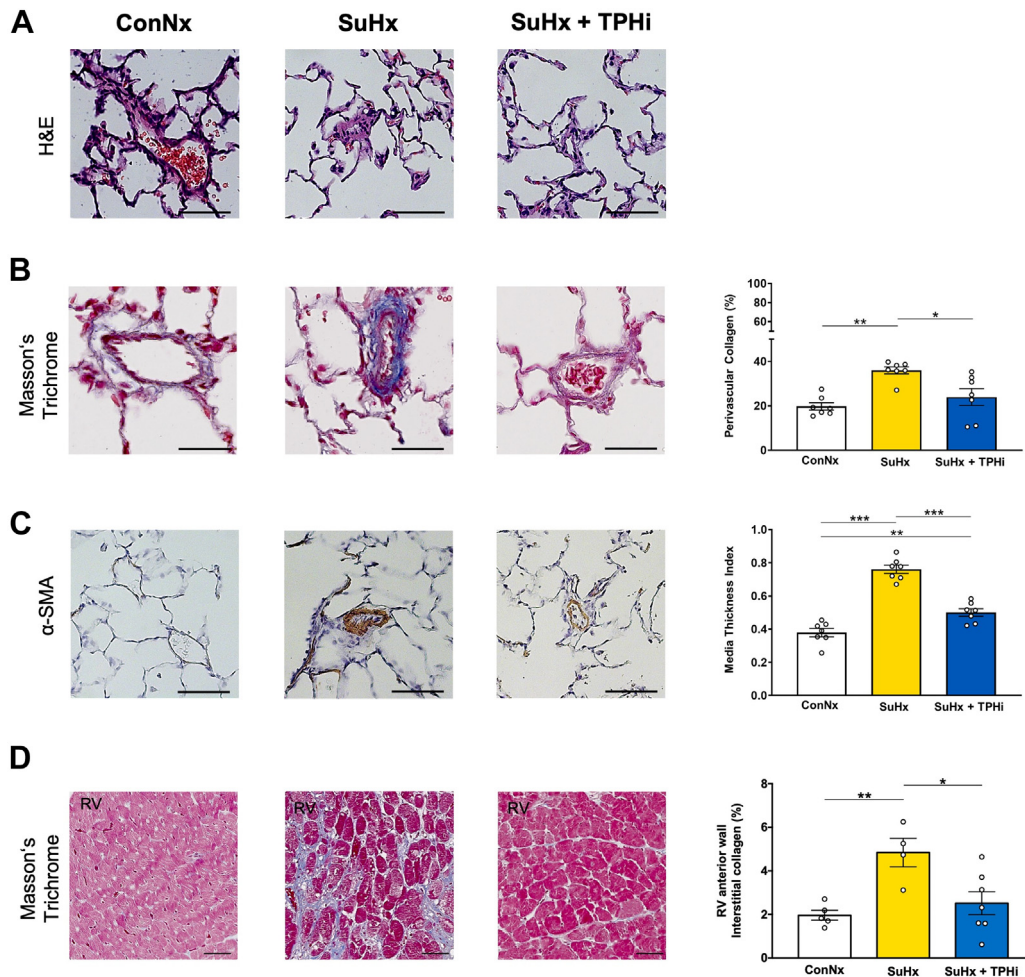 A
ConNx
SuHx
SuHx + TPHi
H&E
B
Masson's
Trichrome
Perivascular Collagen (%)
100
80
60
40
20
0
**
*
ConNx
SuHx
SuHx + TPHi
C
α-SMA
Media Thickness Index
1.0
0.8
0.6
0.4
0.2
0.0
***
***
**
ConNx
SuHx
SuHx + TPHi
D
Masson's
Trichrome
RV
RV
RV
RV anterior wall
Interstitial collagen (%)
8
6
4
2
0
**
*
ConNx
SuHx
SuHx + TPHi